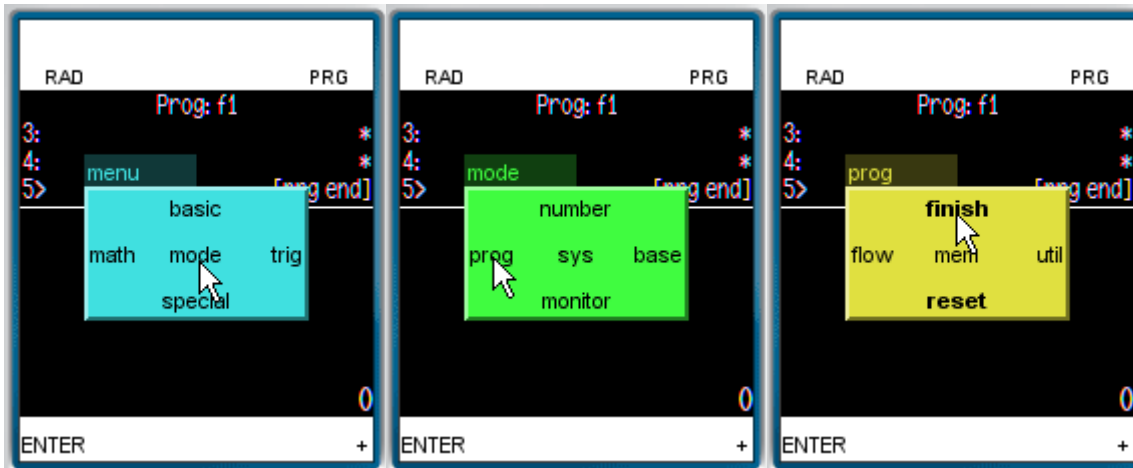 RAD PRG
Prog: f1
3: *
4: *
menu
5> [prg end]
basic
math mode trig
special
0
ENTER +
RAD PRG
Prog: f1
3: *
4: *
mode
5> [prg end]
number
prog sys base
monitor
0
ENTER +
RAD PRG
Prog: f1
3: *
4: *
prog
5> [prg end]
finish
flow mem util
reset
0
ENTER +